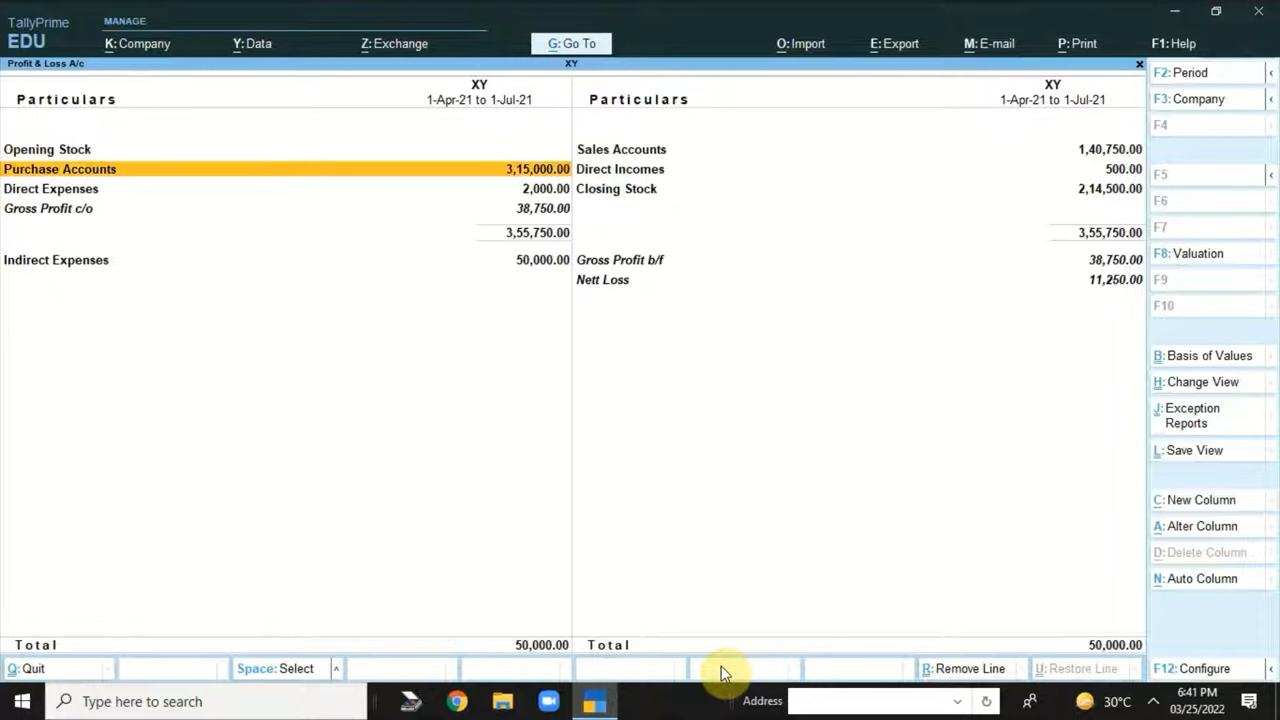 TallyPrime
EDU
MANAGE
K: Company
Y: Data
Z: Exchange
G: Go To
O: Import
E: Export
M: E-mail
P: Print
F1: Help
Profit & Loss A/c
XY
Particulars
XY
1-Apr-21 to 1-Jul-21
Particulars
XY
1-Apr-21 to 1-Jul-21
Opening Stock
Purchase Accounts 3,15,000.00
Direct Expenses 2,000.00
Gross Profit c/o 38,750.00
3,55,750.00
Indirect Expenses 50,000.00
Sales Accounts 1,40,750.00
Direct Incomes 500.00
Closing Stock 2,14,500.00
3,55,750.00
Gross Profit b/f 38,750.00
Nett Loss 11,250.00
Total 50,000.00
Total 50,000.00
F2: Period
F3: Company
F4
F5
F6
F7
F8: Valuation
F9
F10
B: Basis of Values
H: Change View
J: Exception
Reports
L: Save View
C: New Column
A: Alter Column
D: Delete Column
N: Auto Column
Q: Quit
Space: Select
R: Remove Line
U: Restore Line
F12: Configure
Type here to search
Address
30°C
6:41 PM
03/25/2022